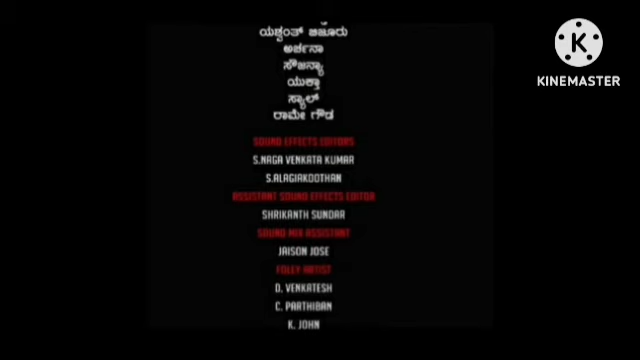 ಯಶ್ವಂತ್ ಬಿಜೂರು
ಅರ್ಚನಾ
ಸೌಜನ್ಯಾ
ಯುಕ್ತಾ
ಸ್ಯಾಲ್
ರಾಮೇ ಗೌಡ
SOUND EFFECTS EDITORS
S.NAGA VENKATA KUMAR
S.ALAGIAKOOTHAN
ASSISTANT SOUND EFFECTS EDITOR
SHRIKANTH SUNDAR
SOUND MIX ASSISTANT
JAISON JOSE
FOLEY ARTIST
D. VENKATESH
C. PARTHIBAN
K. JOHN
K
KINEMASTER